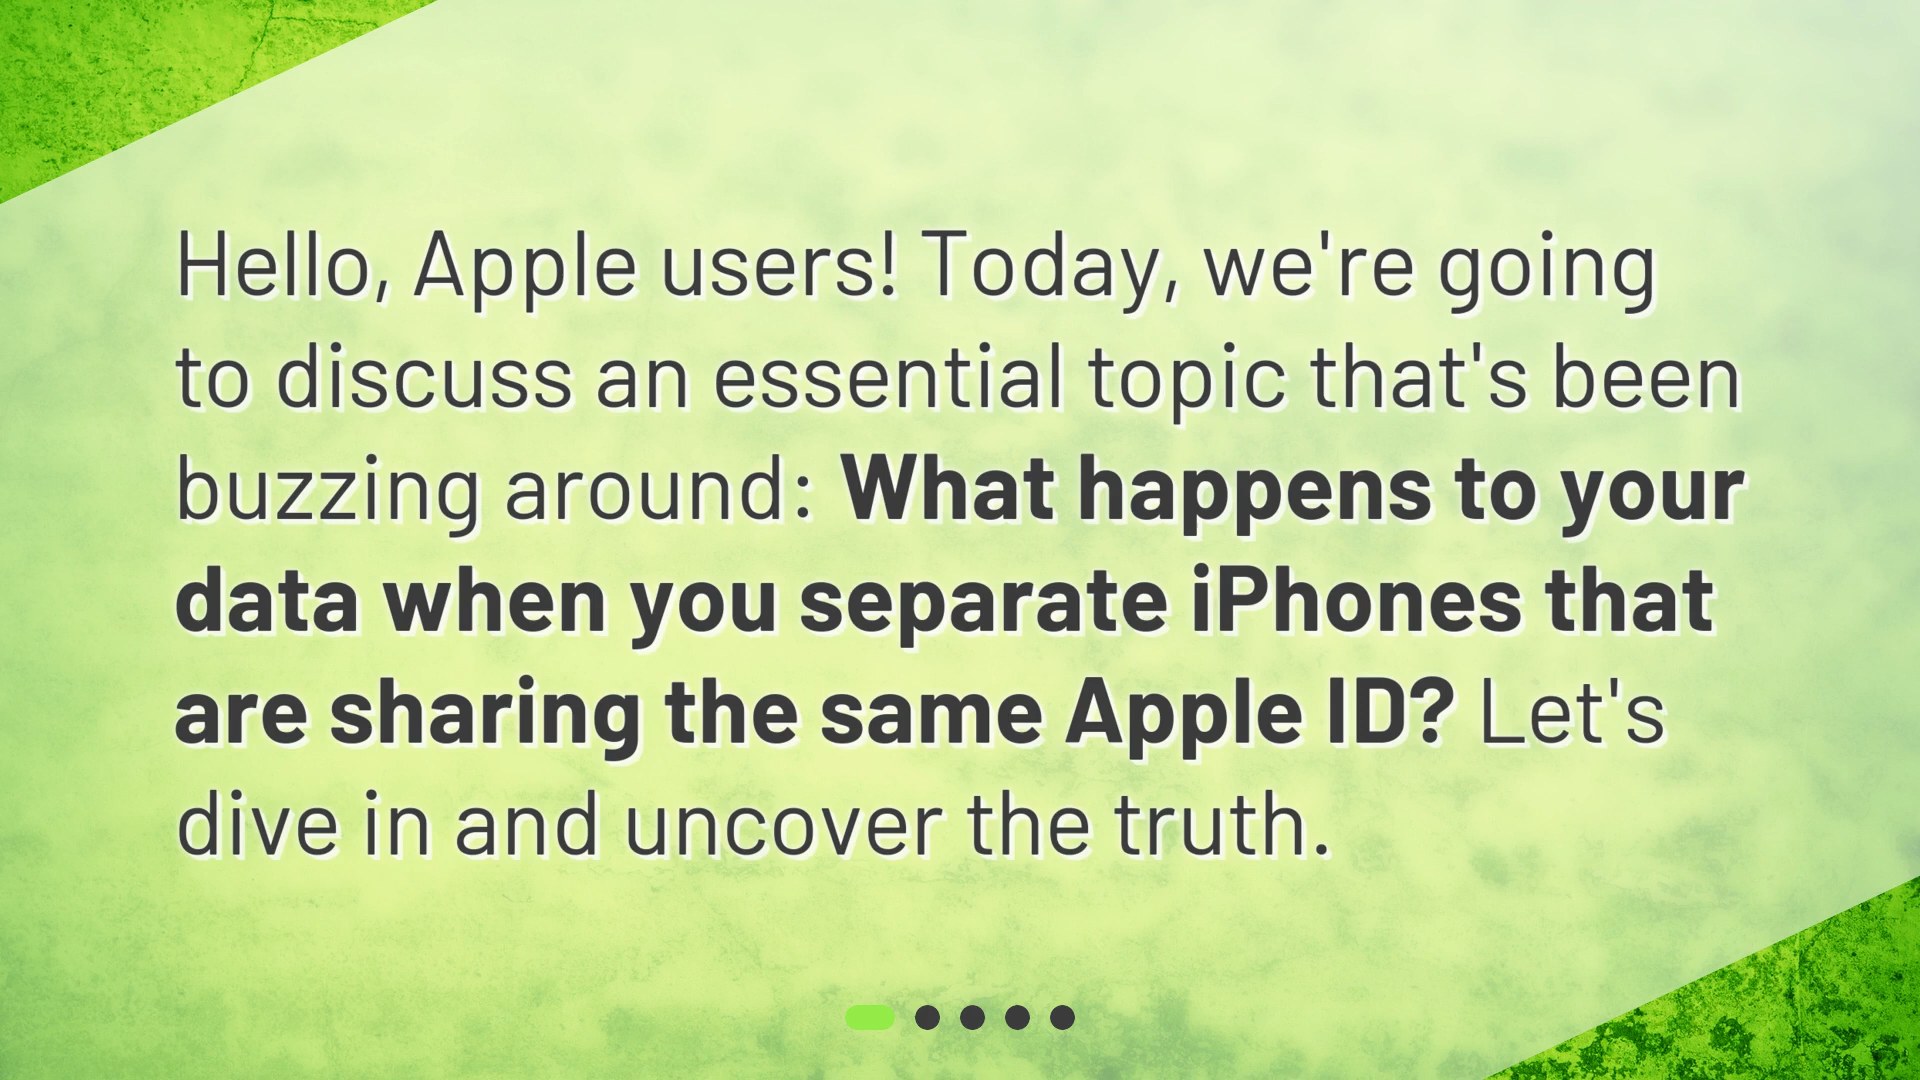 Hello, Apple users! Today, we're going
to discuss an essential topic that's been
buzzing around: What happens to your
data when you separate iPhones that
are sharing the same Apple ID? Let's
dive in and uncover the truth.